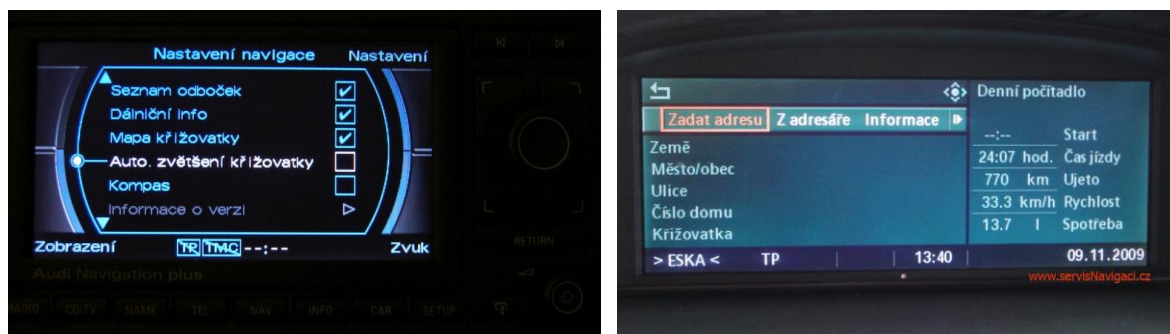 Nastavení navigace Nastavení
Seznam odboček
Dálniční info
Mapa křižovatky
Auto. zvětšení křižovatky
Kompas
Informace o verzi
Zobrazení TP TMC --:-- Zvuk
Audi Navigation plus
RADIO CD/TV NAME TEL NAV INFO CAR SETUP
RETURN
Denní počítadlo
Zadat adresu Z adresáře Informace
Země
Město/obec
Ulice
Číslo domu
Křižovatka
--:-- Start
24:07 hod. Čas jízdy
770 km Ujeto
33.3 km/h Rychlost
13.7 l Spotřeba
> ESKA < TP 13:40 09.11.2009
www.servisNavigaci.cz